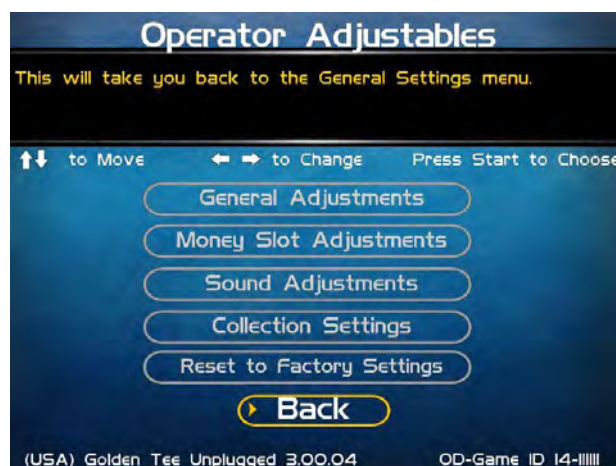 Operator Adjustables
This will take you back to the General Settings menu.
to Move to Change Press Start to Choose
General Adjustments
Money Slot Adjustments
Sound Adjustments
Collection Settings
Reset to Factory Settings
Back
(USA) Golden Tee Unplugged 3.00.04 OD-Game ID 14-111111